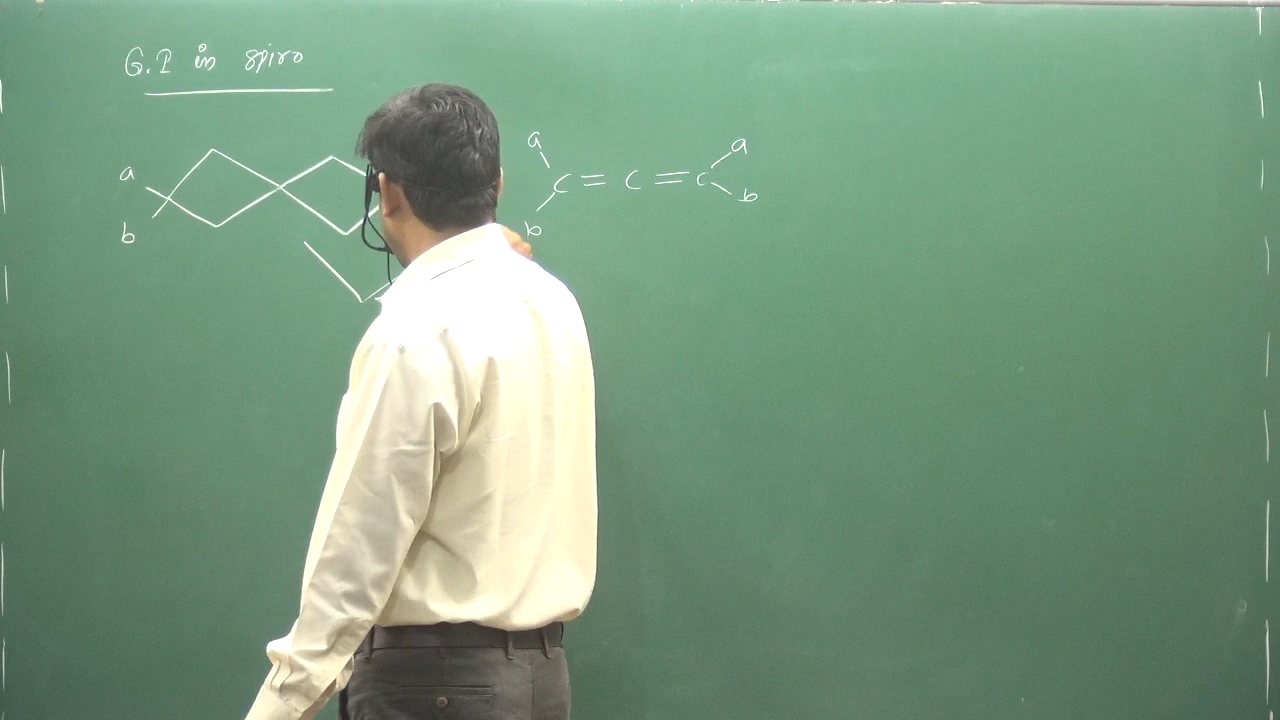 G.I in spiro
a
b
a a
C = C = C
b b